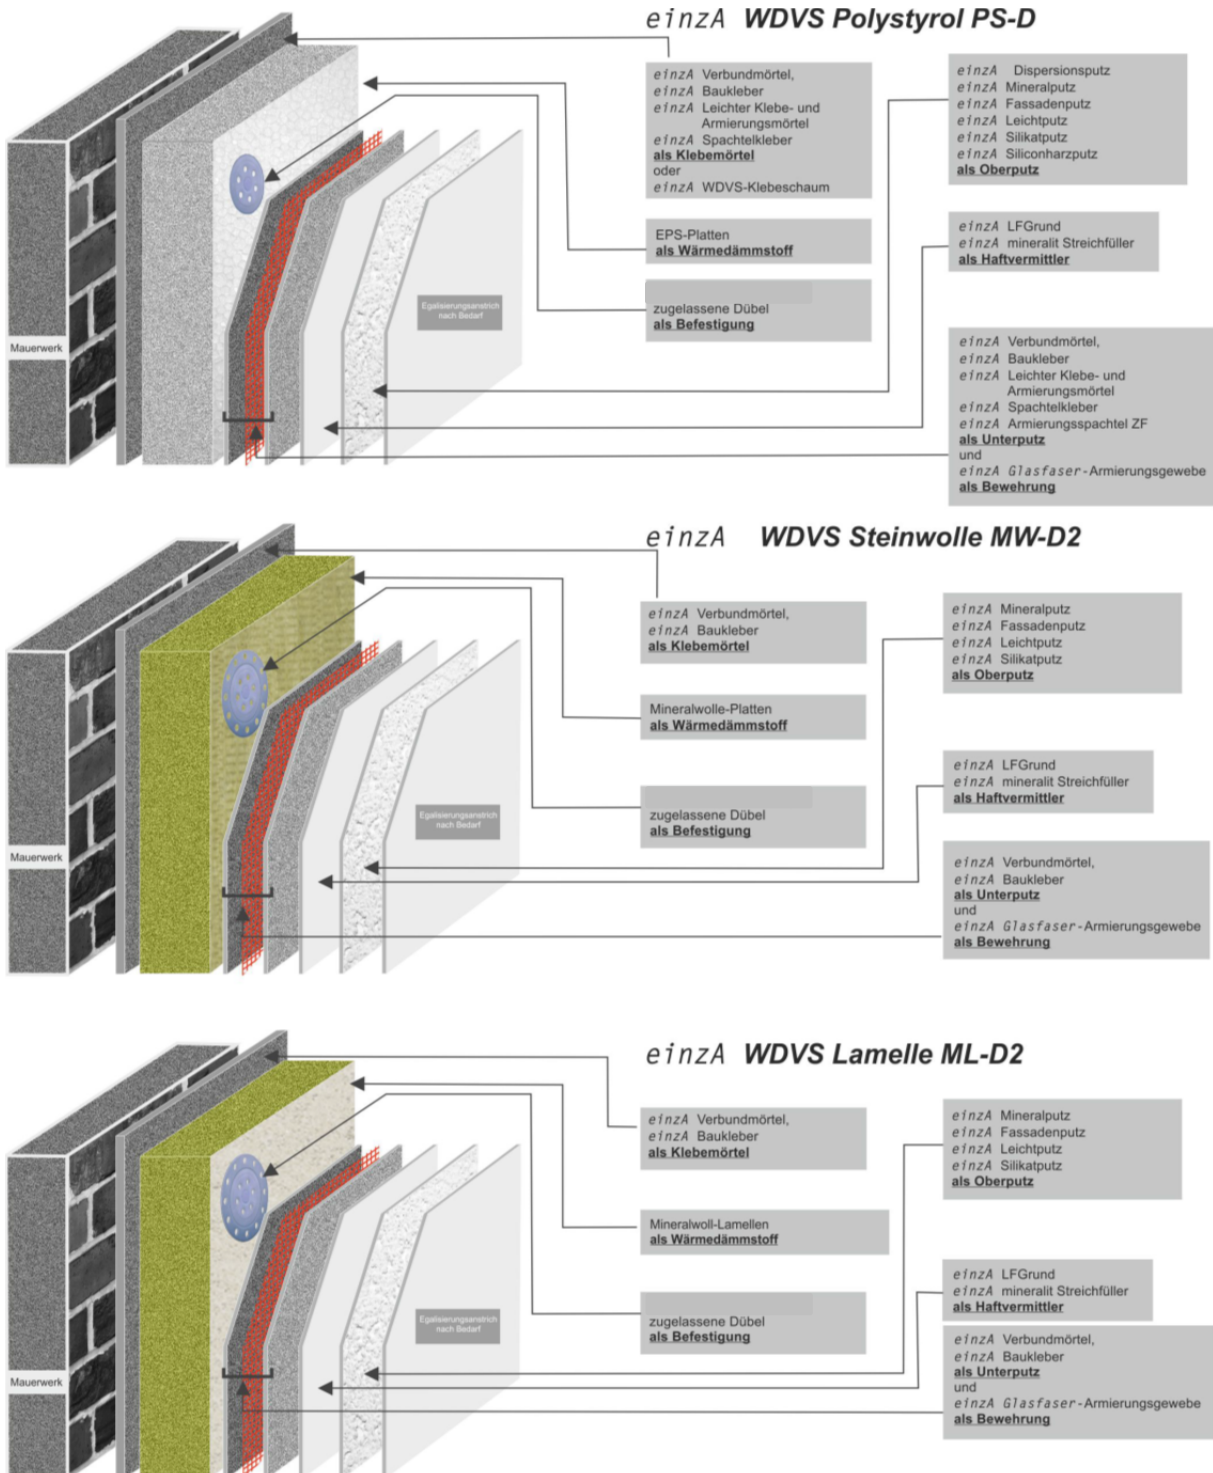 einzA WDVS Polystyrol PS-D
einzA Verbundmörtel,
einzA Baukleber
einzA Leichter Klebe- und
Armierungsmörtel
einzA Spachtelkleber
als Klebemörtel
oder
einzA WDVS-Klebeschaum
EPS-Platten
als Wärmedämmstoff
zugelassene Dübel
als Befestigung
einzA Dispersionsputz
einzA Mineralputz
einzA Fassadenputz
einzA Leichtputz
einzA Silikatputz
einzA Siliconharzputz
als Oberputz
einzA LFGrund
einzA mineralit Streichfüller
als Haftvermittler
einzA Verbundmörtel,
einzA Baukleber
einzA Leichter Klebe- und
Armierungsmörtel
einzA Spachtelkleber
einzA Armierungsspachtel ZF
als Unterputz
und
einzA Glasfaser-Armierungsgewebe
als Bewehrung
Egalisierungsanstrich
nach Bedarf
Mauerwerk
einzA WDVS Steinwolle MW-D2
einzA Verbundmörtel,
einzA Baukleber
als Klebemörtel
Mineralwolle-Platten
als Wärmedämmstoff
zugelassene Dübel
als Befestigung
einzA Mineralputz
einzA Fassadenputz
einzA Leichtputz
einzA Silikatputz
als Oberputz
einzA LFGrund
einzA mineralit Streichfüller
als Haftvermittler
einzA Verbundmörtel,
einzA Baukleber
als Unterputz
und
einzA Glasfaser-Armierungsgewebe
als Bewehrung
Egalisierungsanstrich
nach Bedarf
Mauerwerk
einzA WDVS Lamelle ML-D2
einzA Verbundmörtel,
einzA Baukleber
als Klebemörtel
Mineralwoll-Lamellen
als Wärmedämmstoff
zugelassene Dübel
als Befestigung
einzA Mineralputz
einzA Fassadenputz
einzA Leichtputz
einzA Silikatputz
als Oberputz
einzA LFGrund
einzA mineralit Streichfüller
als Haftvermittler
einzA Verbundmörtel,
einzA Baukleber
als Unterputz
und
einzA Glasfaser-Armierungsgewebe
als Bewehrung
Egalisierungsanstrich
nach Bedarf
Mauerwerk